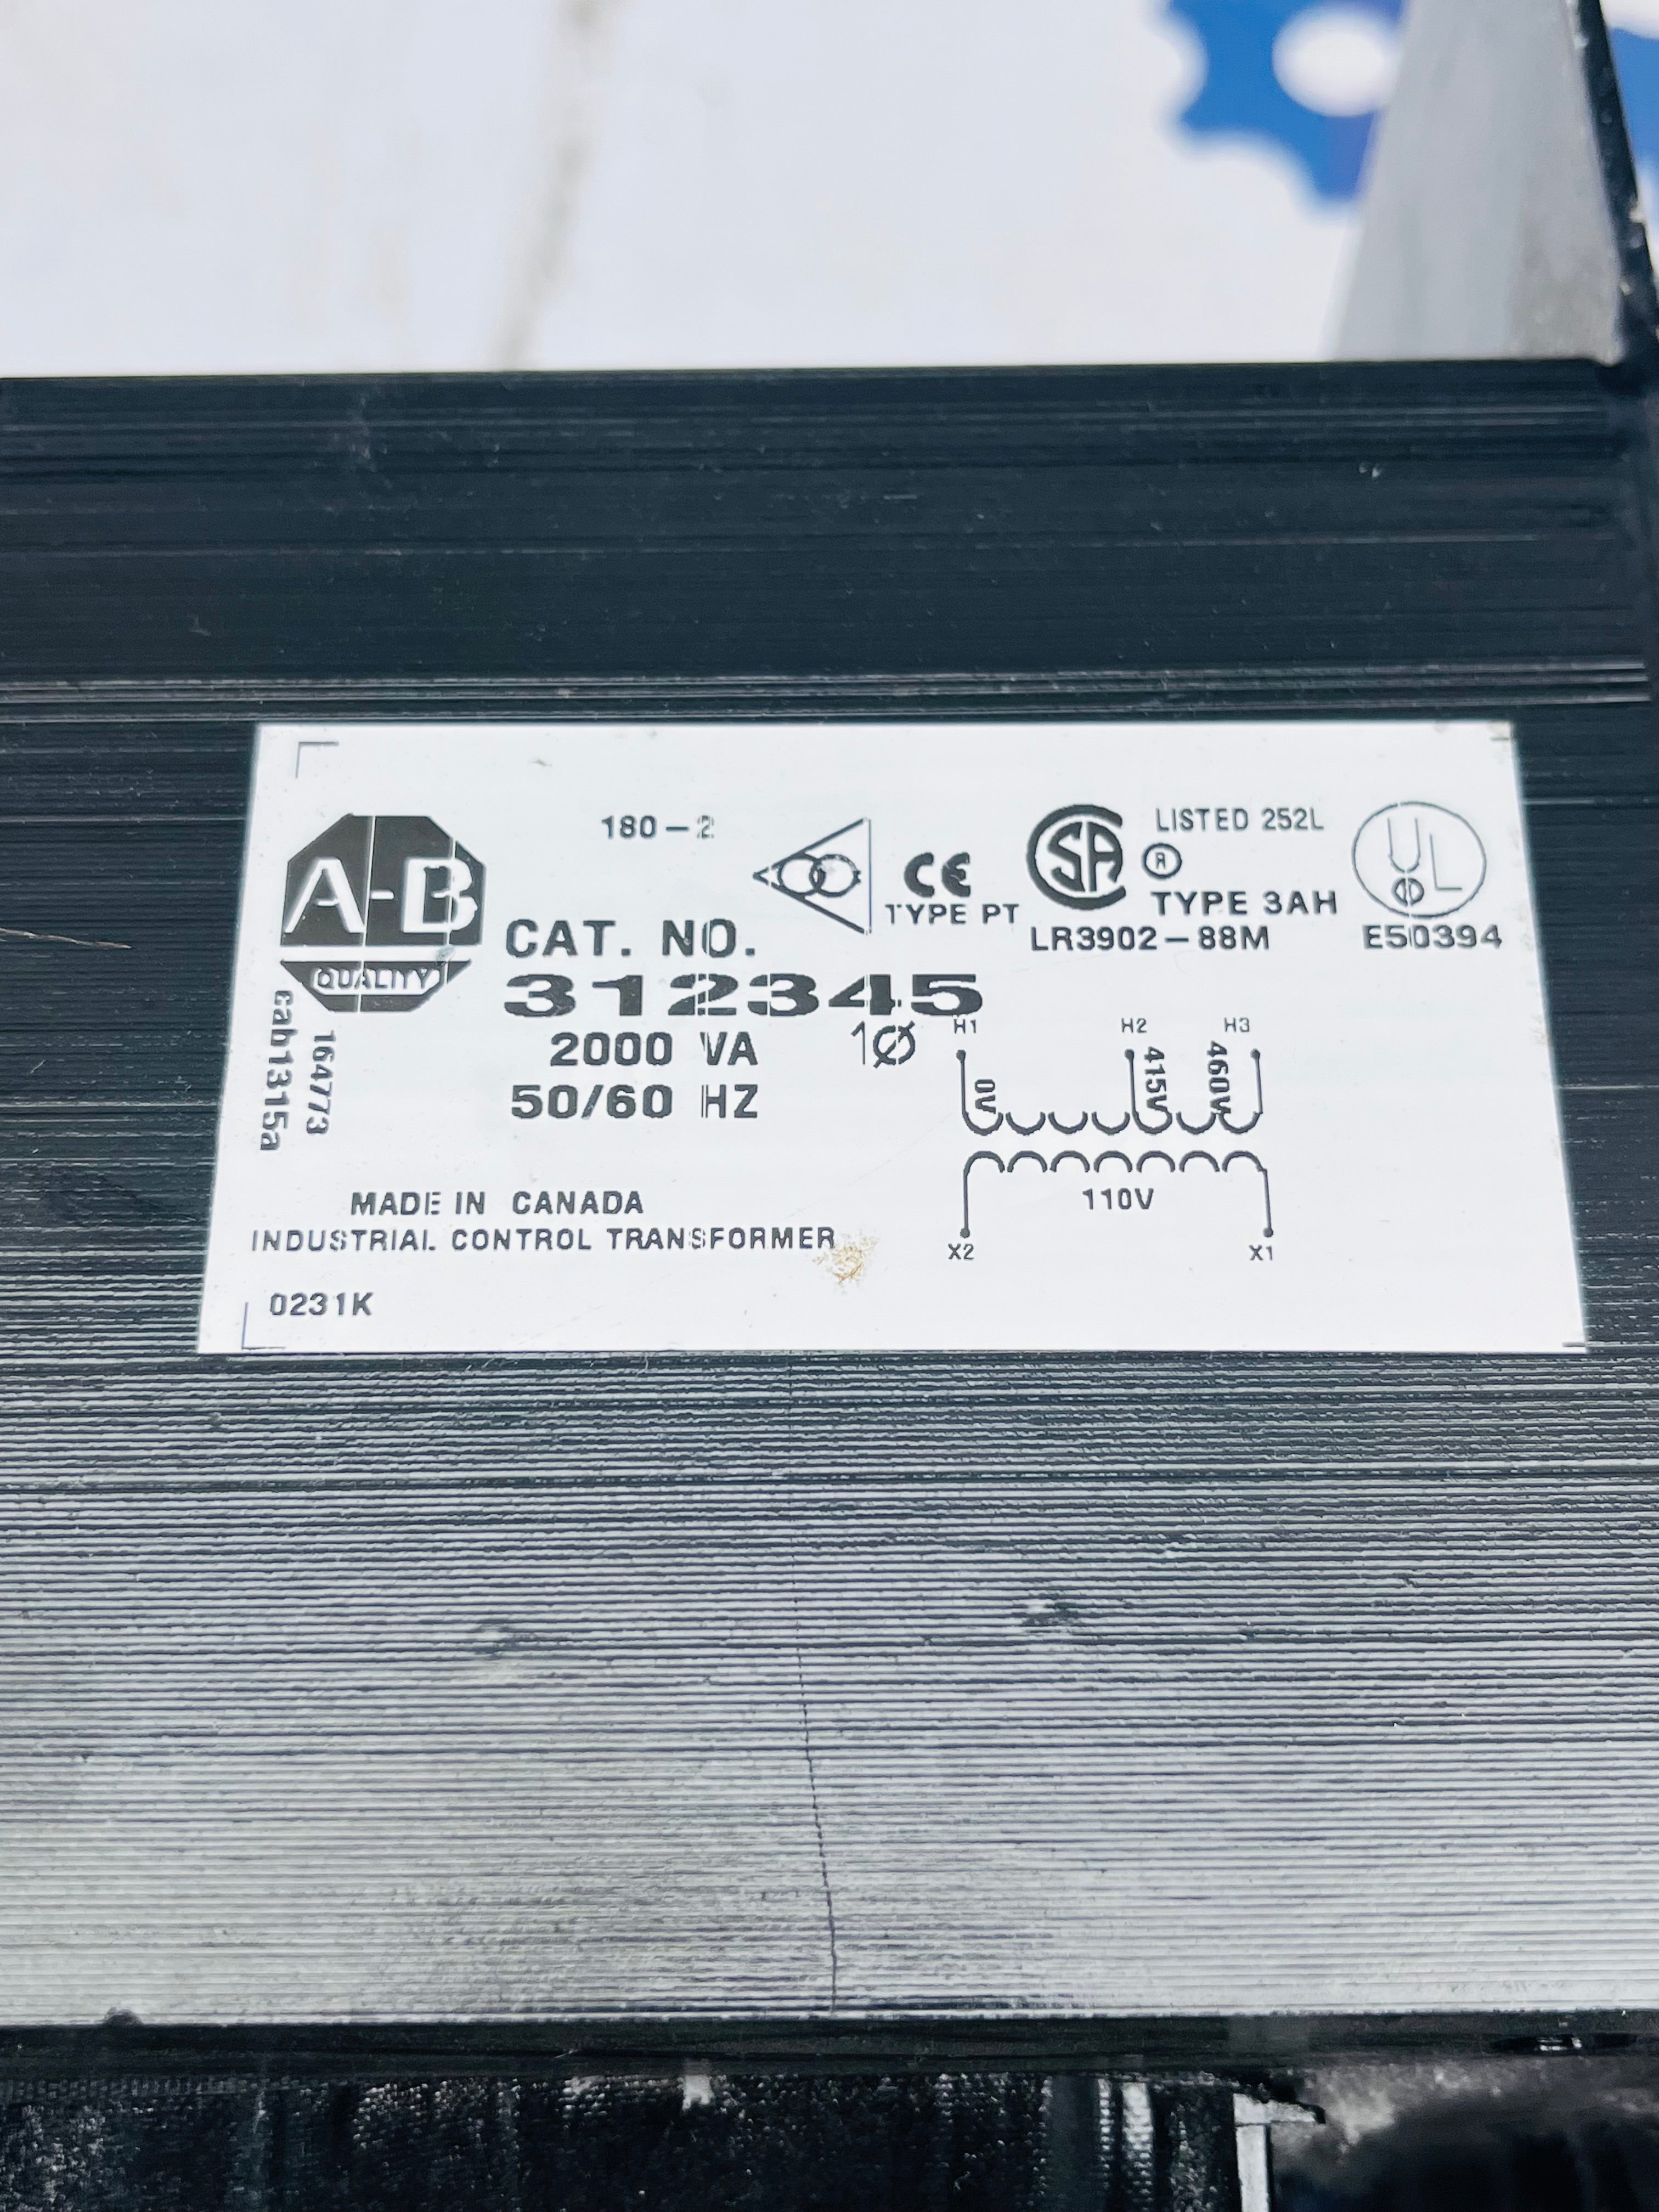 A-B
QUALITY
180-2
CE
TYPE PT
SA
LISTED 252L
R
TYPE 3AH
LR3902-88M
UL
E50394
CAT. NO.
312345
2000 VA 1Ø
50/60 HZ
H1 H2 H3
0V 415V 460V
110V
X2 X1
164773
cab1315a
MADE IN CANADA
INDUSTRIAL CONTROL TRANSFORMER
0231K